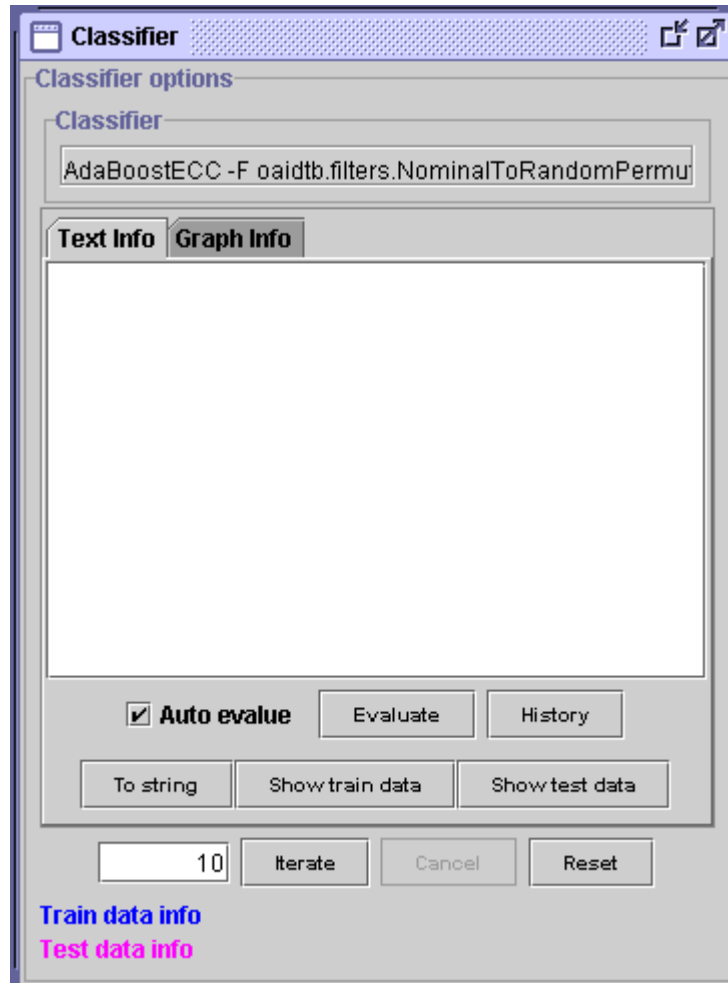 Classifier
Classifier options
Classifier
AdaBoostECC -F oaidtb.filters.NominalToRandomPermu
Text Info Graph Info
Auto evalue Evaluate History
To string Show train data Show test data
10 Iterate Cancel Reset
Train data info
Test data info